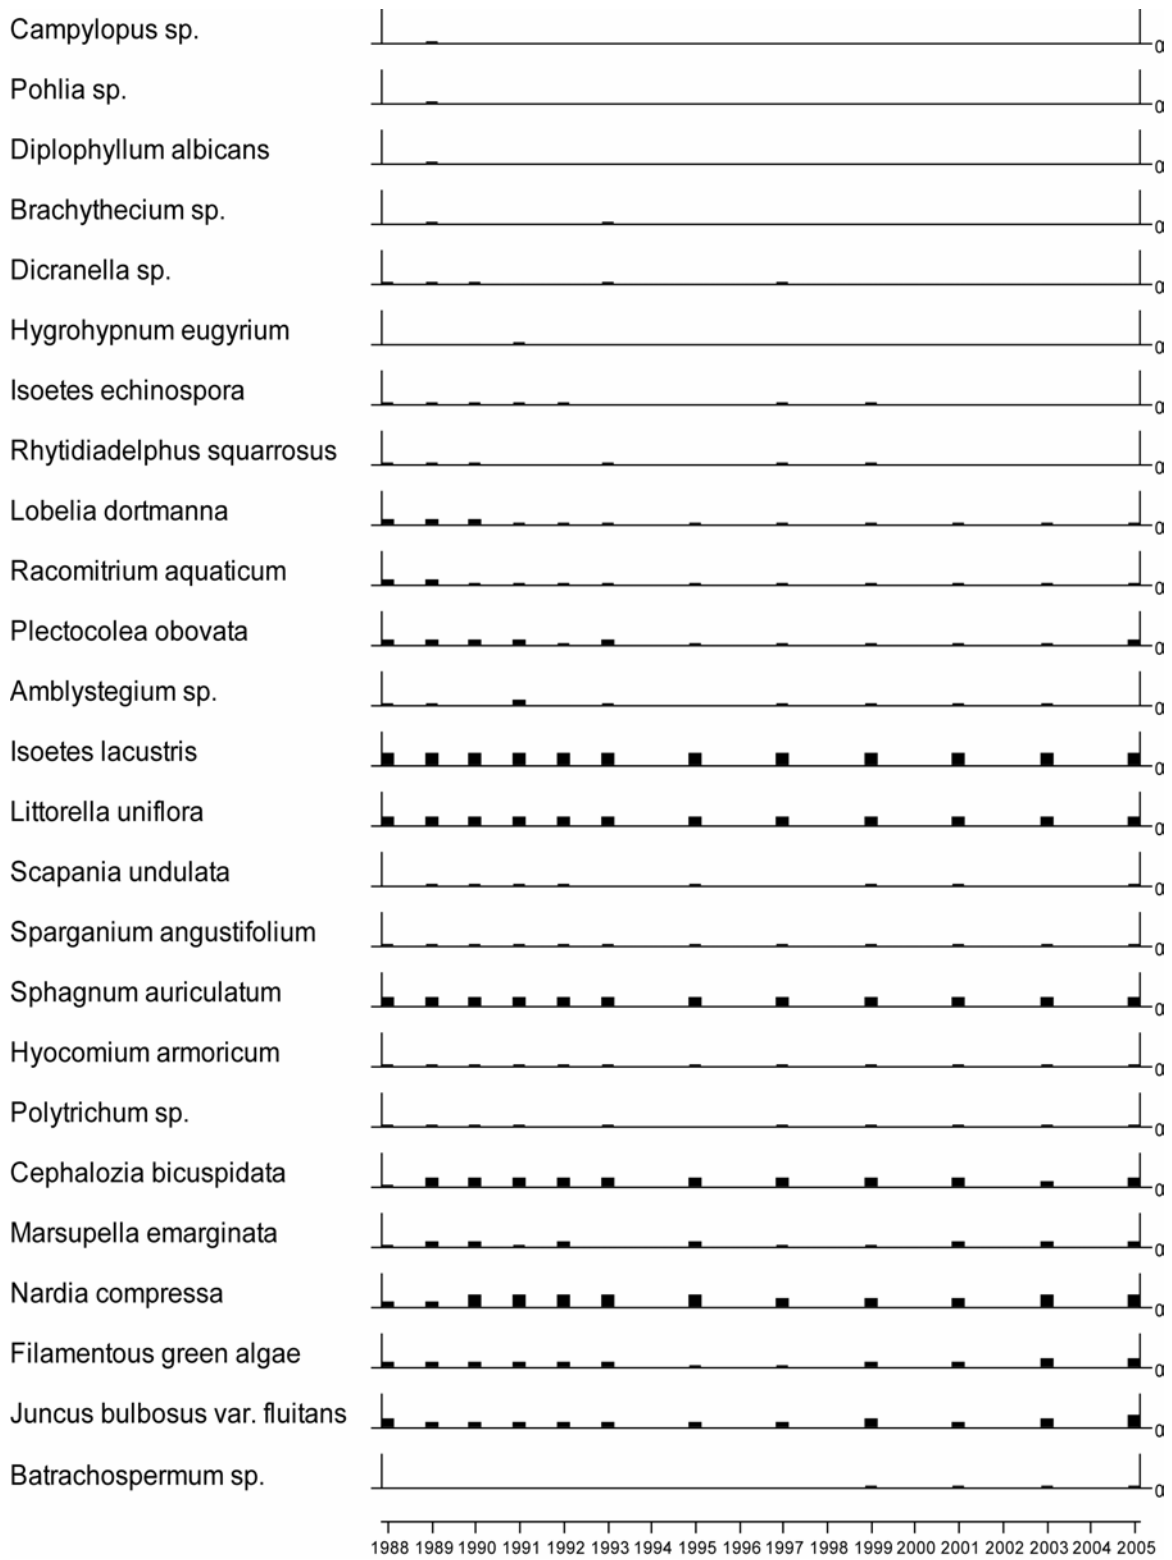 Campylopus sp.
Pohlia sp.
Diplophyllum albicans
Brachythecium sp.
Dicranella sp.
Hygrohypnum eugyrium
Isoetes echinospora
Rhytidiadelphus squarrosus
Lobelia dortmanna
Racomitrium aquaticum
Plectocolea obovata
Amblystegium sp.
Isoetes lacustris
Littorella uniflora
Scapania undulata
Sparganium angustifolium
Sphagnum auriculatum
Hyocomium armoricum
Polytrichum sp.
Cephalozia bicuspidata
Marsupella emarginata
Nardia compressa
Filamentous green algae
Juncus bulbosus var. fluitans
Batrachospermum sp.
1988 1989 1990 1991 1992 1993 1994 1995 1996 1997 1998 1999 2000 2001 2002 2003 2004 2005